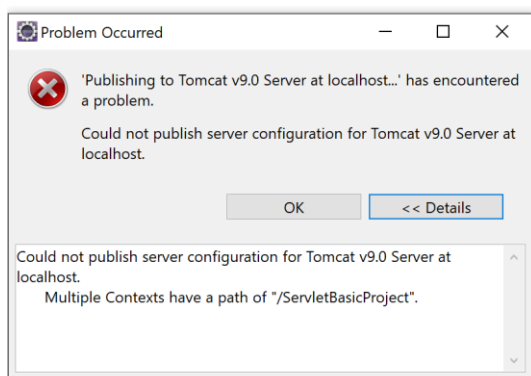 Problem Occurred
'Publishing to Tomcat v9.0 Server at localhost...' has encountered
a problem.
Could not publish server configuration for Tomcat v9.0 Server at
localhost.
OK
<< Details
Could not publish server configuration for Tomcat v9.0 Server at
localhost.
Multiple Contexts have a path of "/ServletBasicProject".